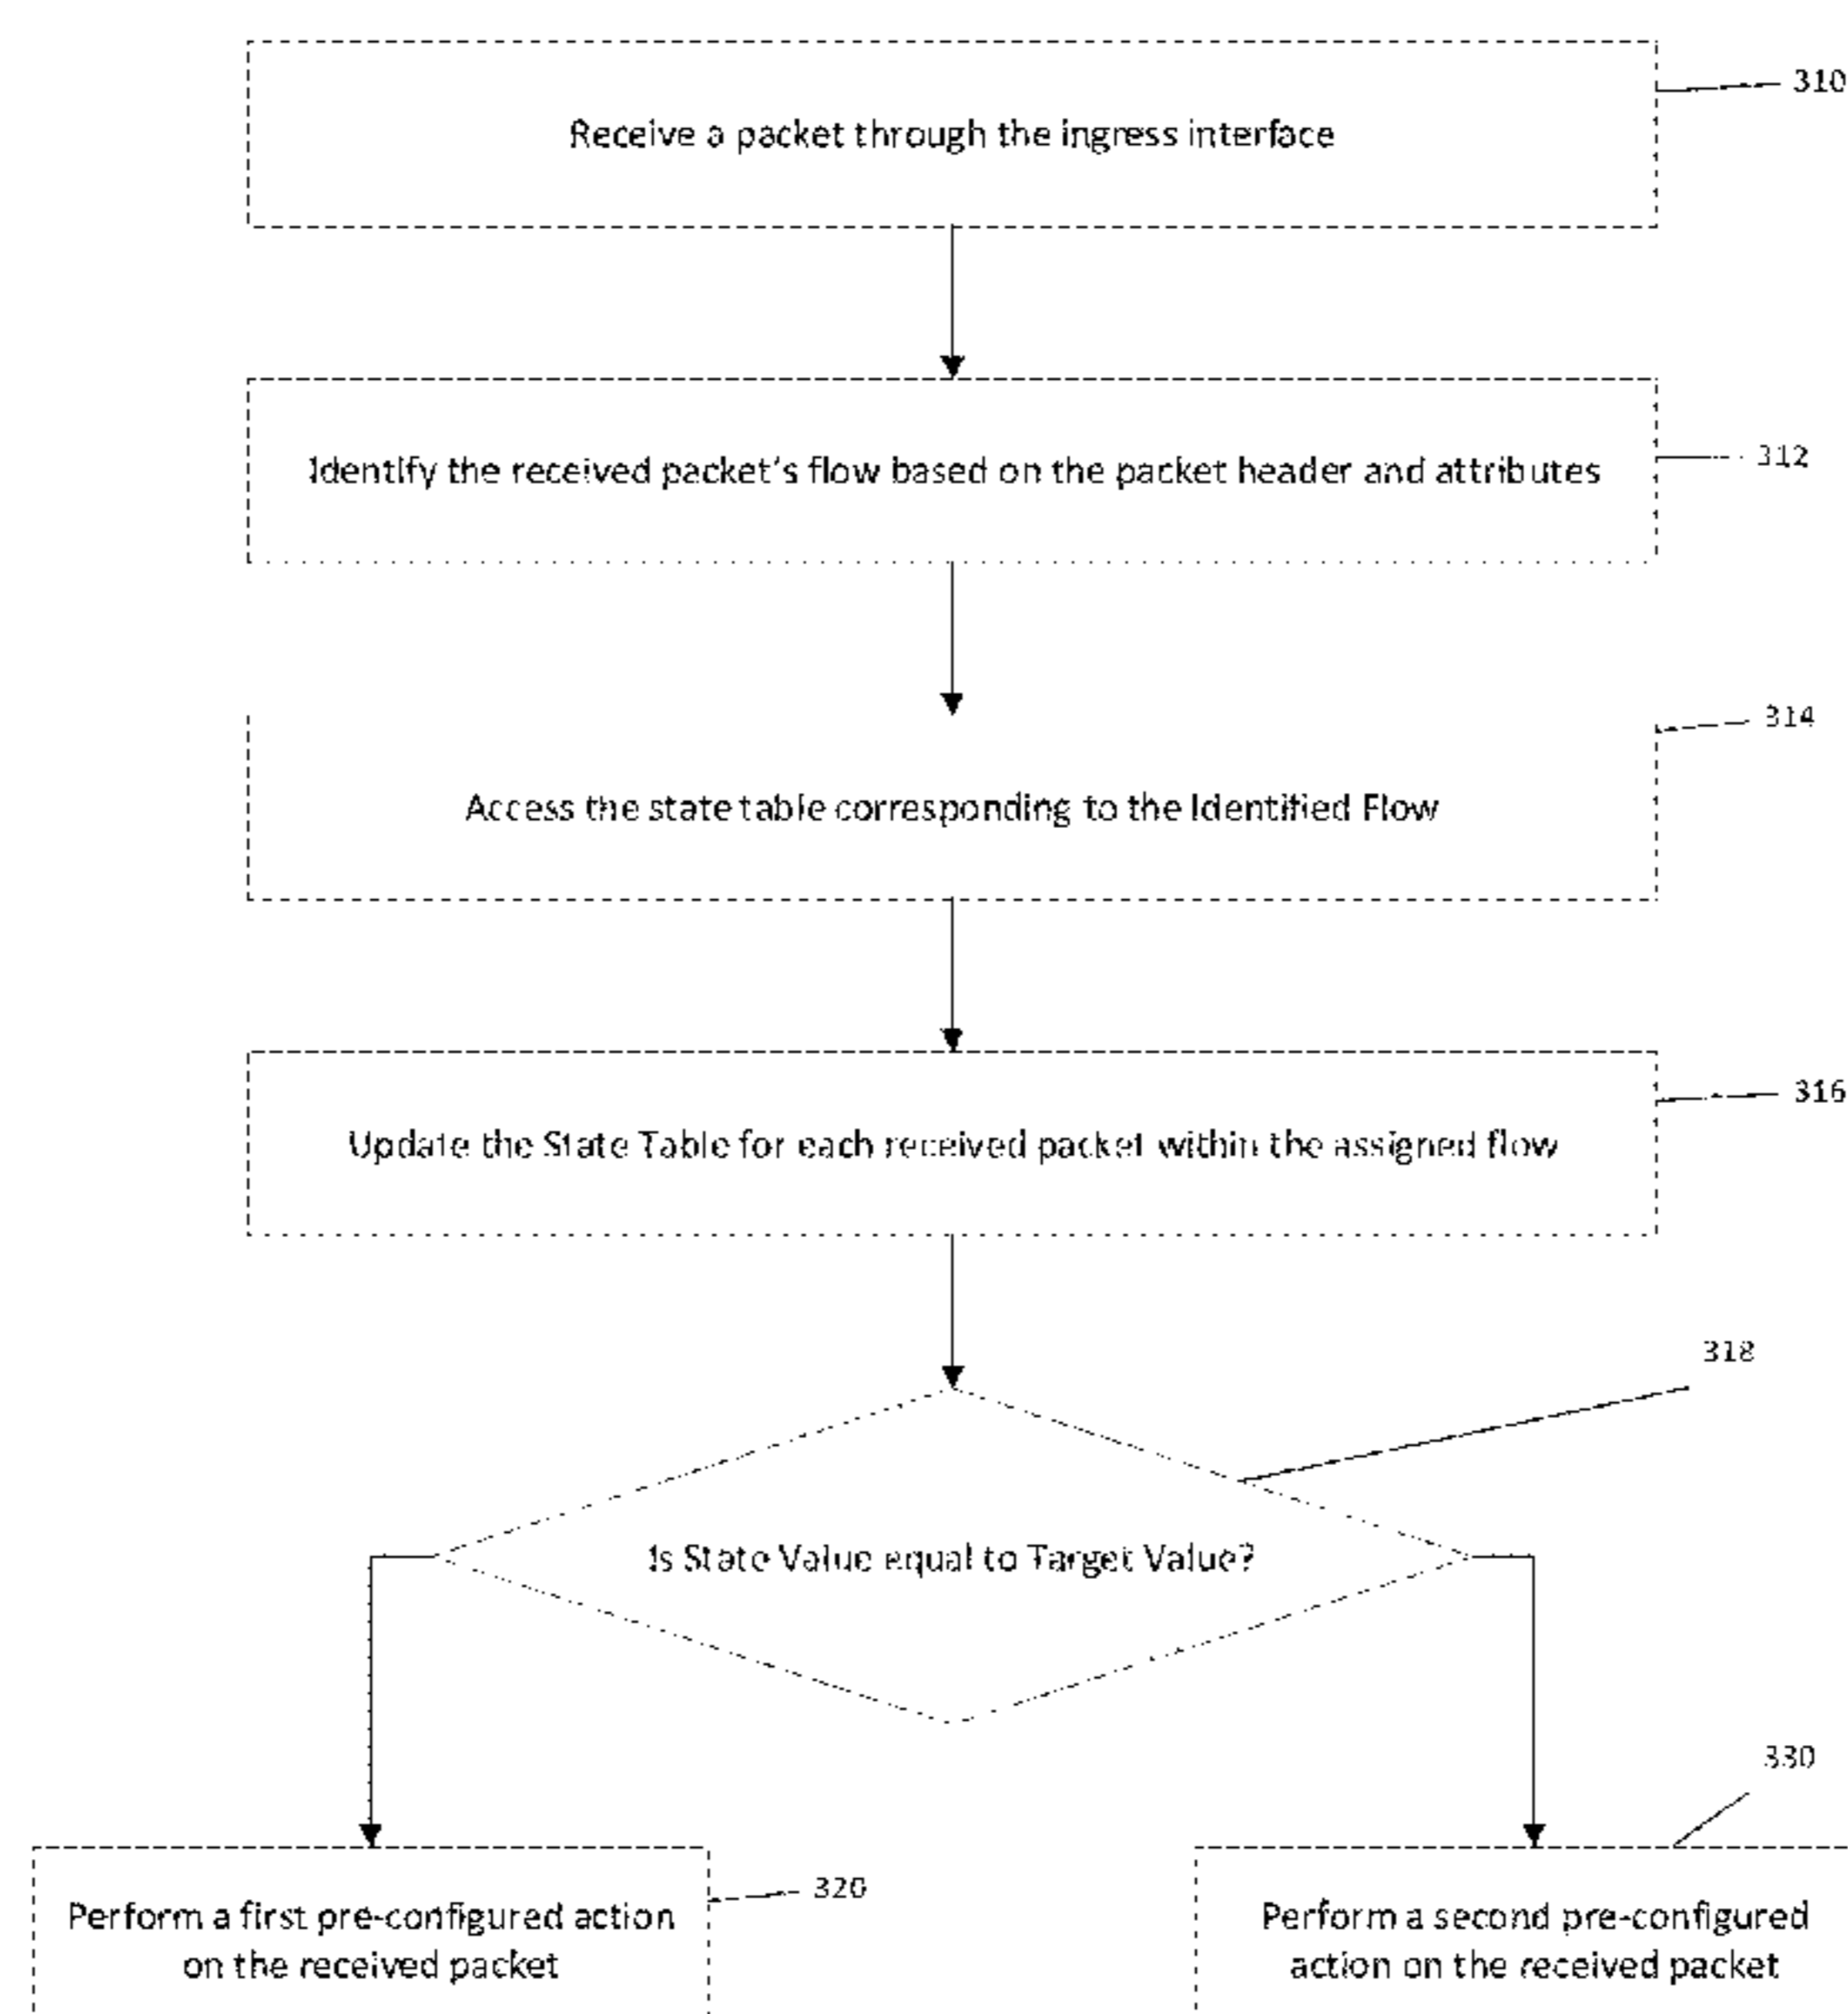 310
Receive a packet through the ingress interface
Identify the received packet's flow based on the packet header and attributes
312
314
Access the state table corresponding to the Identified Flow
316
Update the State Table for each received packet within the assigned flow
318
Is State Value equal to Target Value?
330
320
Perform a first pre-configured action
on the received packet
Perform a second pre-configured
action on the received packet